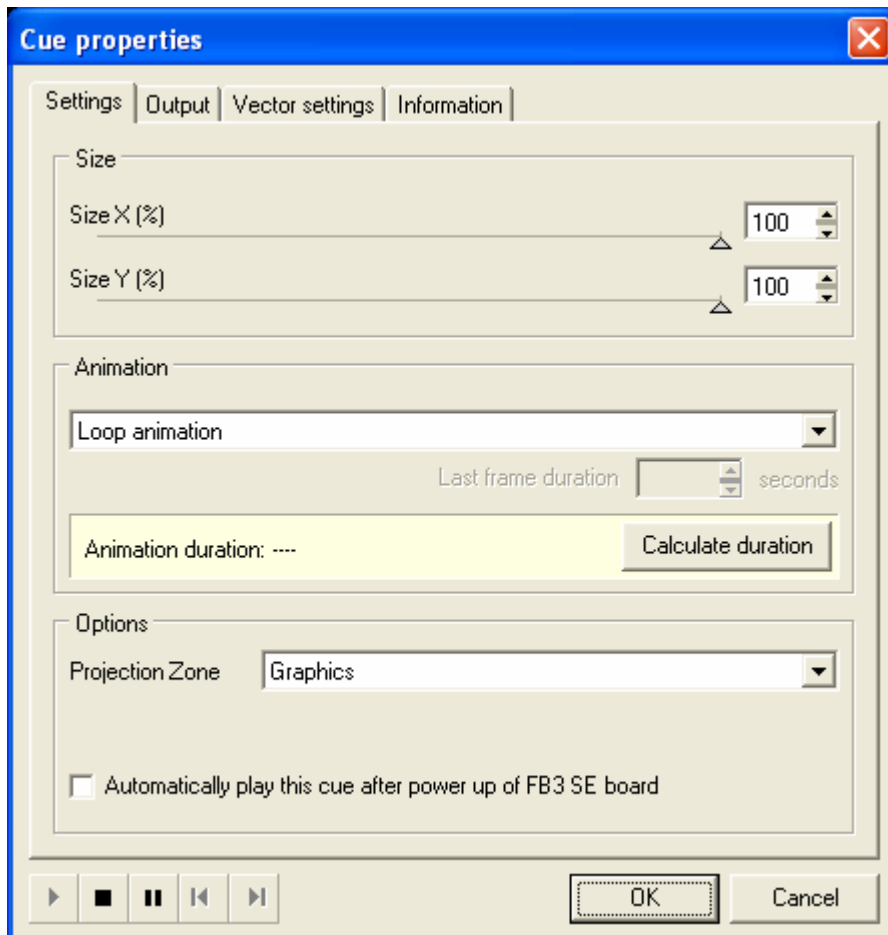 Cue properties
Settings Output Vector settings Information
Size
Size X (%) 100
Size Y (%) 100
Animation
Loop animation
Last frame duration seconds
Animation duration: ---- Calculate duration
Options
Projection Zone Graphics
Automatically play this cue after power up of FB3 SE board
OK Cancel